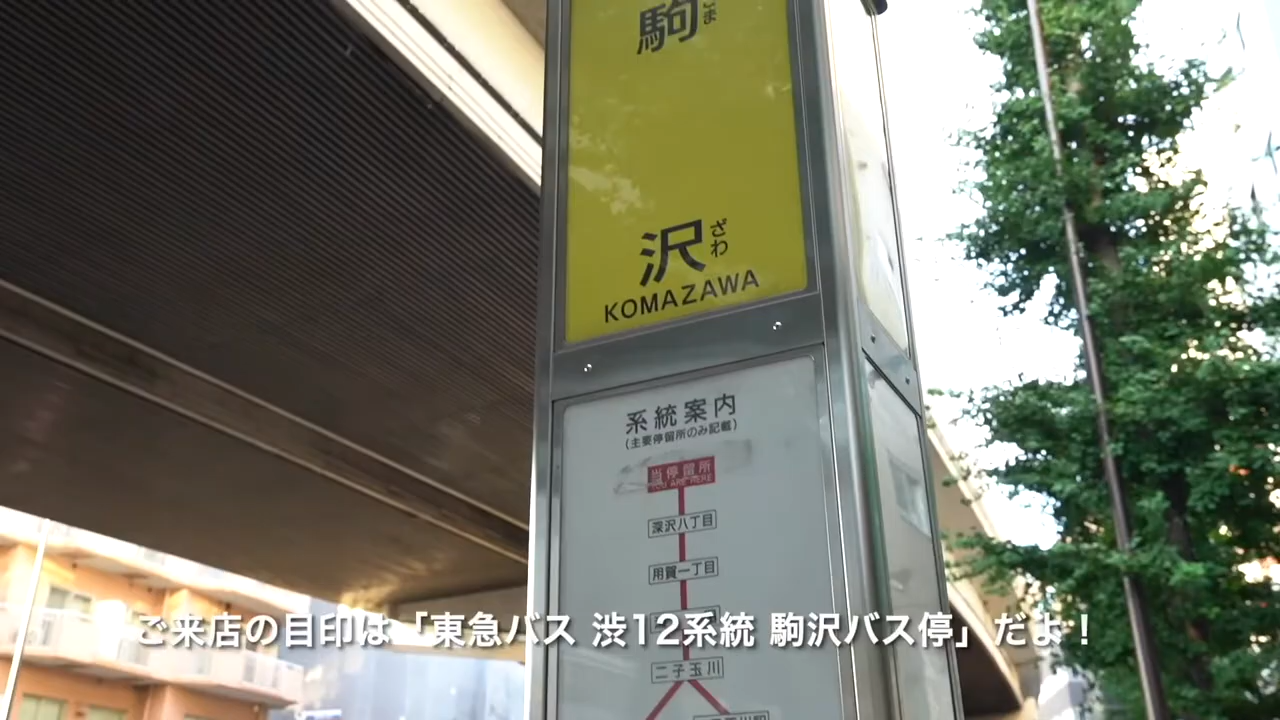 駒
沢
ざわ
KOMAZAWA
系統案内
(主要停留所のみ記載)
当停留所
YOU ARE HERE
深沢八丁目
用賀一丁目
ご来店の目印は「東急バス 渋12系統 駒沢バス停」だよ！
二子玉川